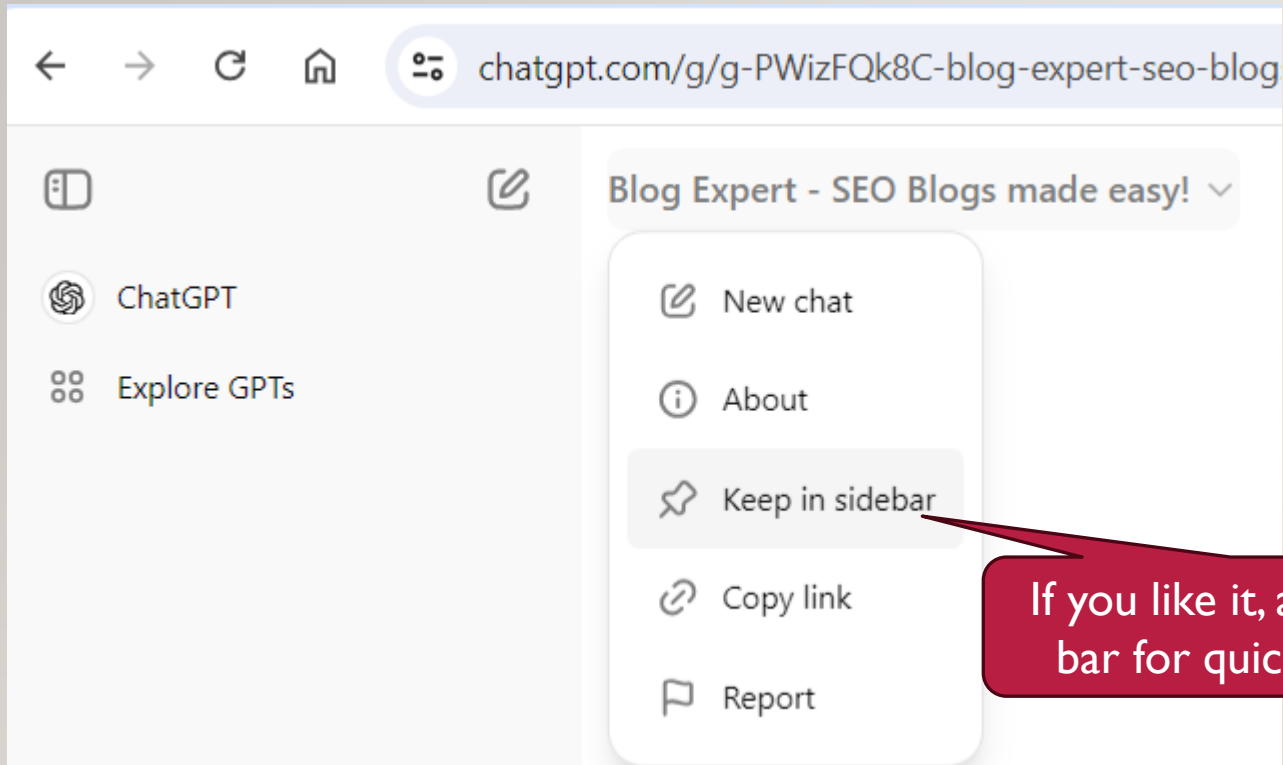 chatgpt.com/g/g-PWizFQk8C-blog-expert-seo-blog
Blog Expert - SEO Blogs made easy!
ChatGPT
Explore GPTs
New chat
About
Keep in sidebar
Copy link
Report
If you like it,
bar for